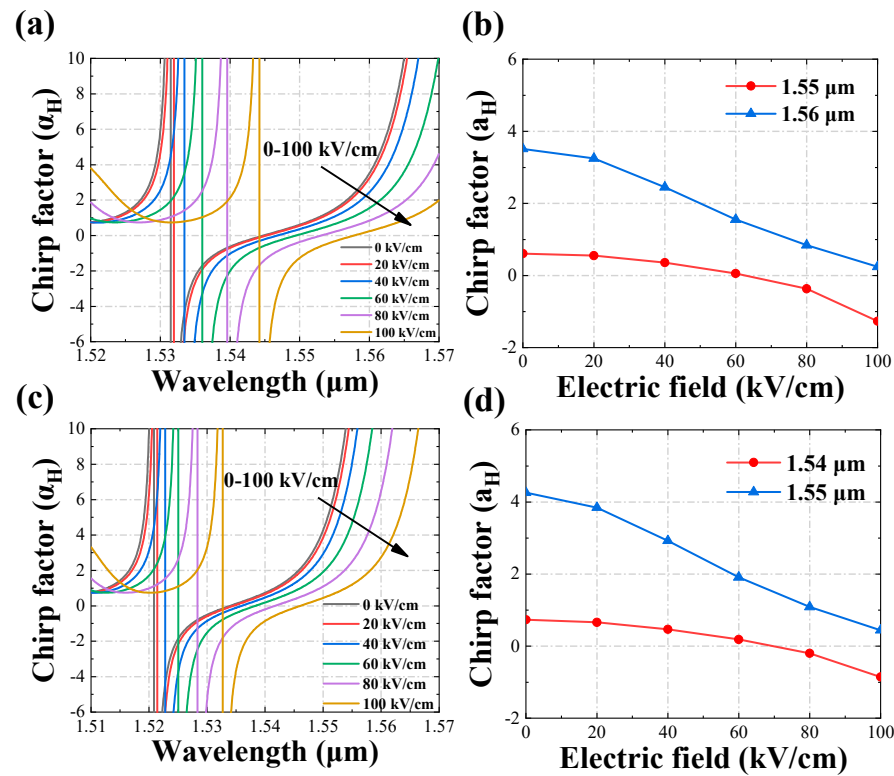 (a)
Chirp factor (α_H)
10
8
6
4
2
0
-2
-4
-6
0-100 kV/cm
0 kV/cm
20 kV/cm
40 kV/cm
60 kV/cm
80 kV/cm
100 kV/cm
1.52 1.53 1.54 1.55 1.56 1.57
Wavelength (μm)
(b)
Chirp factor (a_H)
6
4
2
0
-2
1.55 μm
1.56 μm
0 20 40 60 80 100
Electric field (kV/cm)
(c)
Chirp factor (α_H)
10
8
6
4
2
0
-2
-4
-6
0-100 kV/cm
0 kV/cm
20 kV/cm
40 kV/cm
60 kV/cm
80 kV/cm
100 kV/cm
1.51 1.52 1.53 1.54 1.55 1.56 1.57
Wavelength (μm)
(d)
Chirp factor (a_H)
6
4
2
0
-2
1.54 μm
1.55 μm
0 20 40 60 80 100
Electric field (kV/cm)